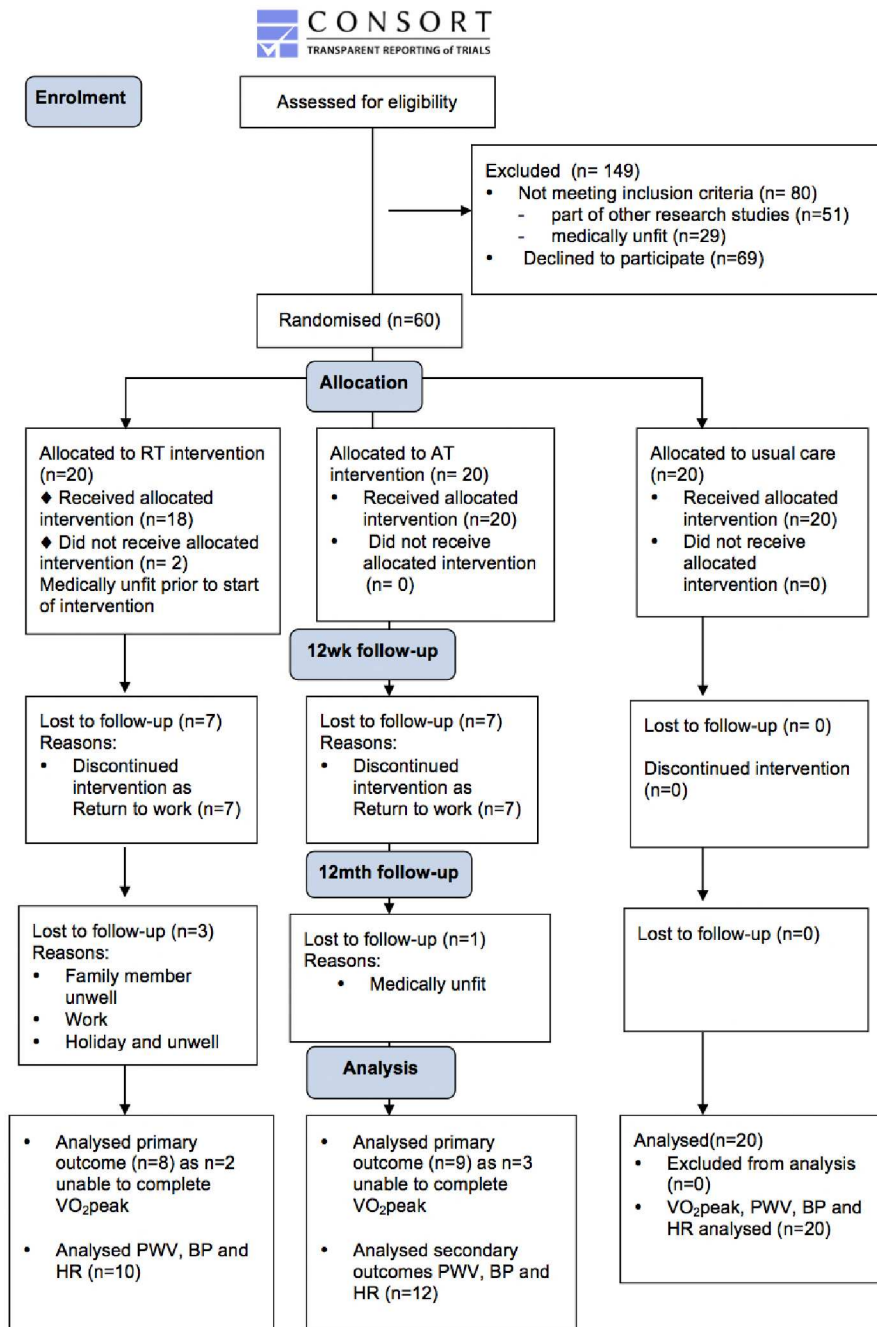 CONSORT
TRANSPARENT REPORTING of TRIALS
Enrolment
Assessed for eligibility
Excluded (n= 149)
• Not meeting inclusion criteria (n= 80)
- part of other research studies (n=51)
- medically unfit (n=29)
• Declined to participate (n=69)
Randomised (n=60)
Allocation
Allocated to RT intervention
(n=20)
♦ Received allocated
intervention (n=18)
♦ Did not receive allocated
intervention (n= 2)
Medically unfit prior to start
of intervention
Allocated to AT
intervention (n= 20)
• Received allocated
intervention (n=20)
• Did not receive
allocated intervention
(n= 0)
Allocated to usual care
(n=20)
• Received allocated
intervention (n=20)
• Did not receive
allocated
intervention (n=0)
12wk follow-up
Lost to follow-up (n=7)
Reasons:
• Discontinued
intervention as
Return to work (n=7)
Lost to follow-up (n=7)
Reasons:
• Discontinued
intervention as
Return to work (n=7)
Lost to follow-up (n= 0)
Discontinued intervention
(n=0)
12mth follow-up
Lost to follow-up (n=3)
Reasons:
• Family member
unwell
• Work
• Holiday and unwell
Lost to follow-up (n=1)
Reasons:
• Medically unfit
Lost to follow-up (n=0)
Analysis
• Analysed primary
outcome (n=8) as n=2
unable to complete
VO₂peak
• Analysed PWV, BP and
HR (n=10)
• Analysed primary
outcome (n=9) as n=3
unable to complete
VO₂peak
• Analysed secondary
outcomes PWV, BP and
HR (n=12)
Analysed(n=20)
• Excluded from analysis
(n=0)
• VO₂peak, PWV, BP and
HR analysed (n=20)